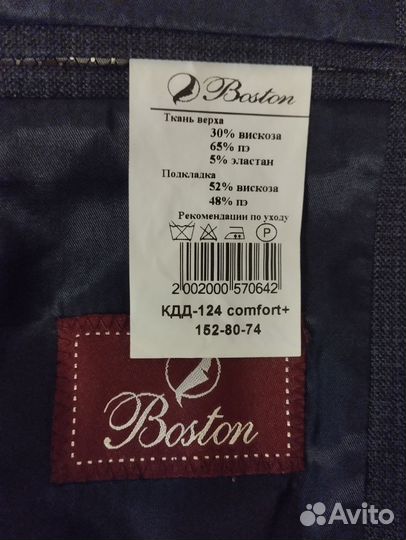 Boston
Ткань верха
30% вискоза
65% пэ
5% эластан
Подкладка
52% вискоза
48% пэ
Рекомендации по уходу
P
2 002000 570642
КДД-124 comfort+
152-80-74
Boston
Avito